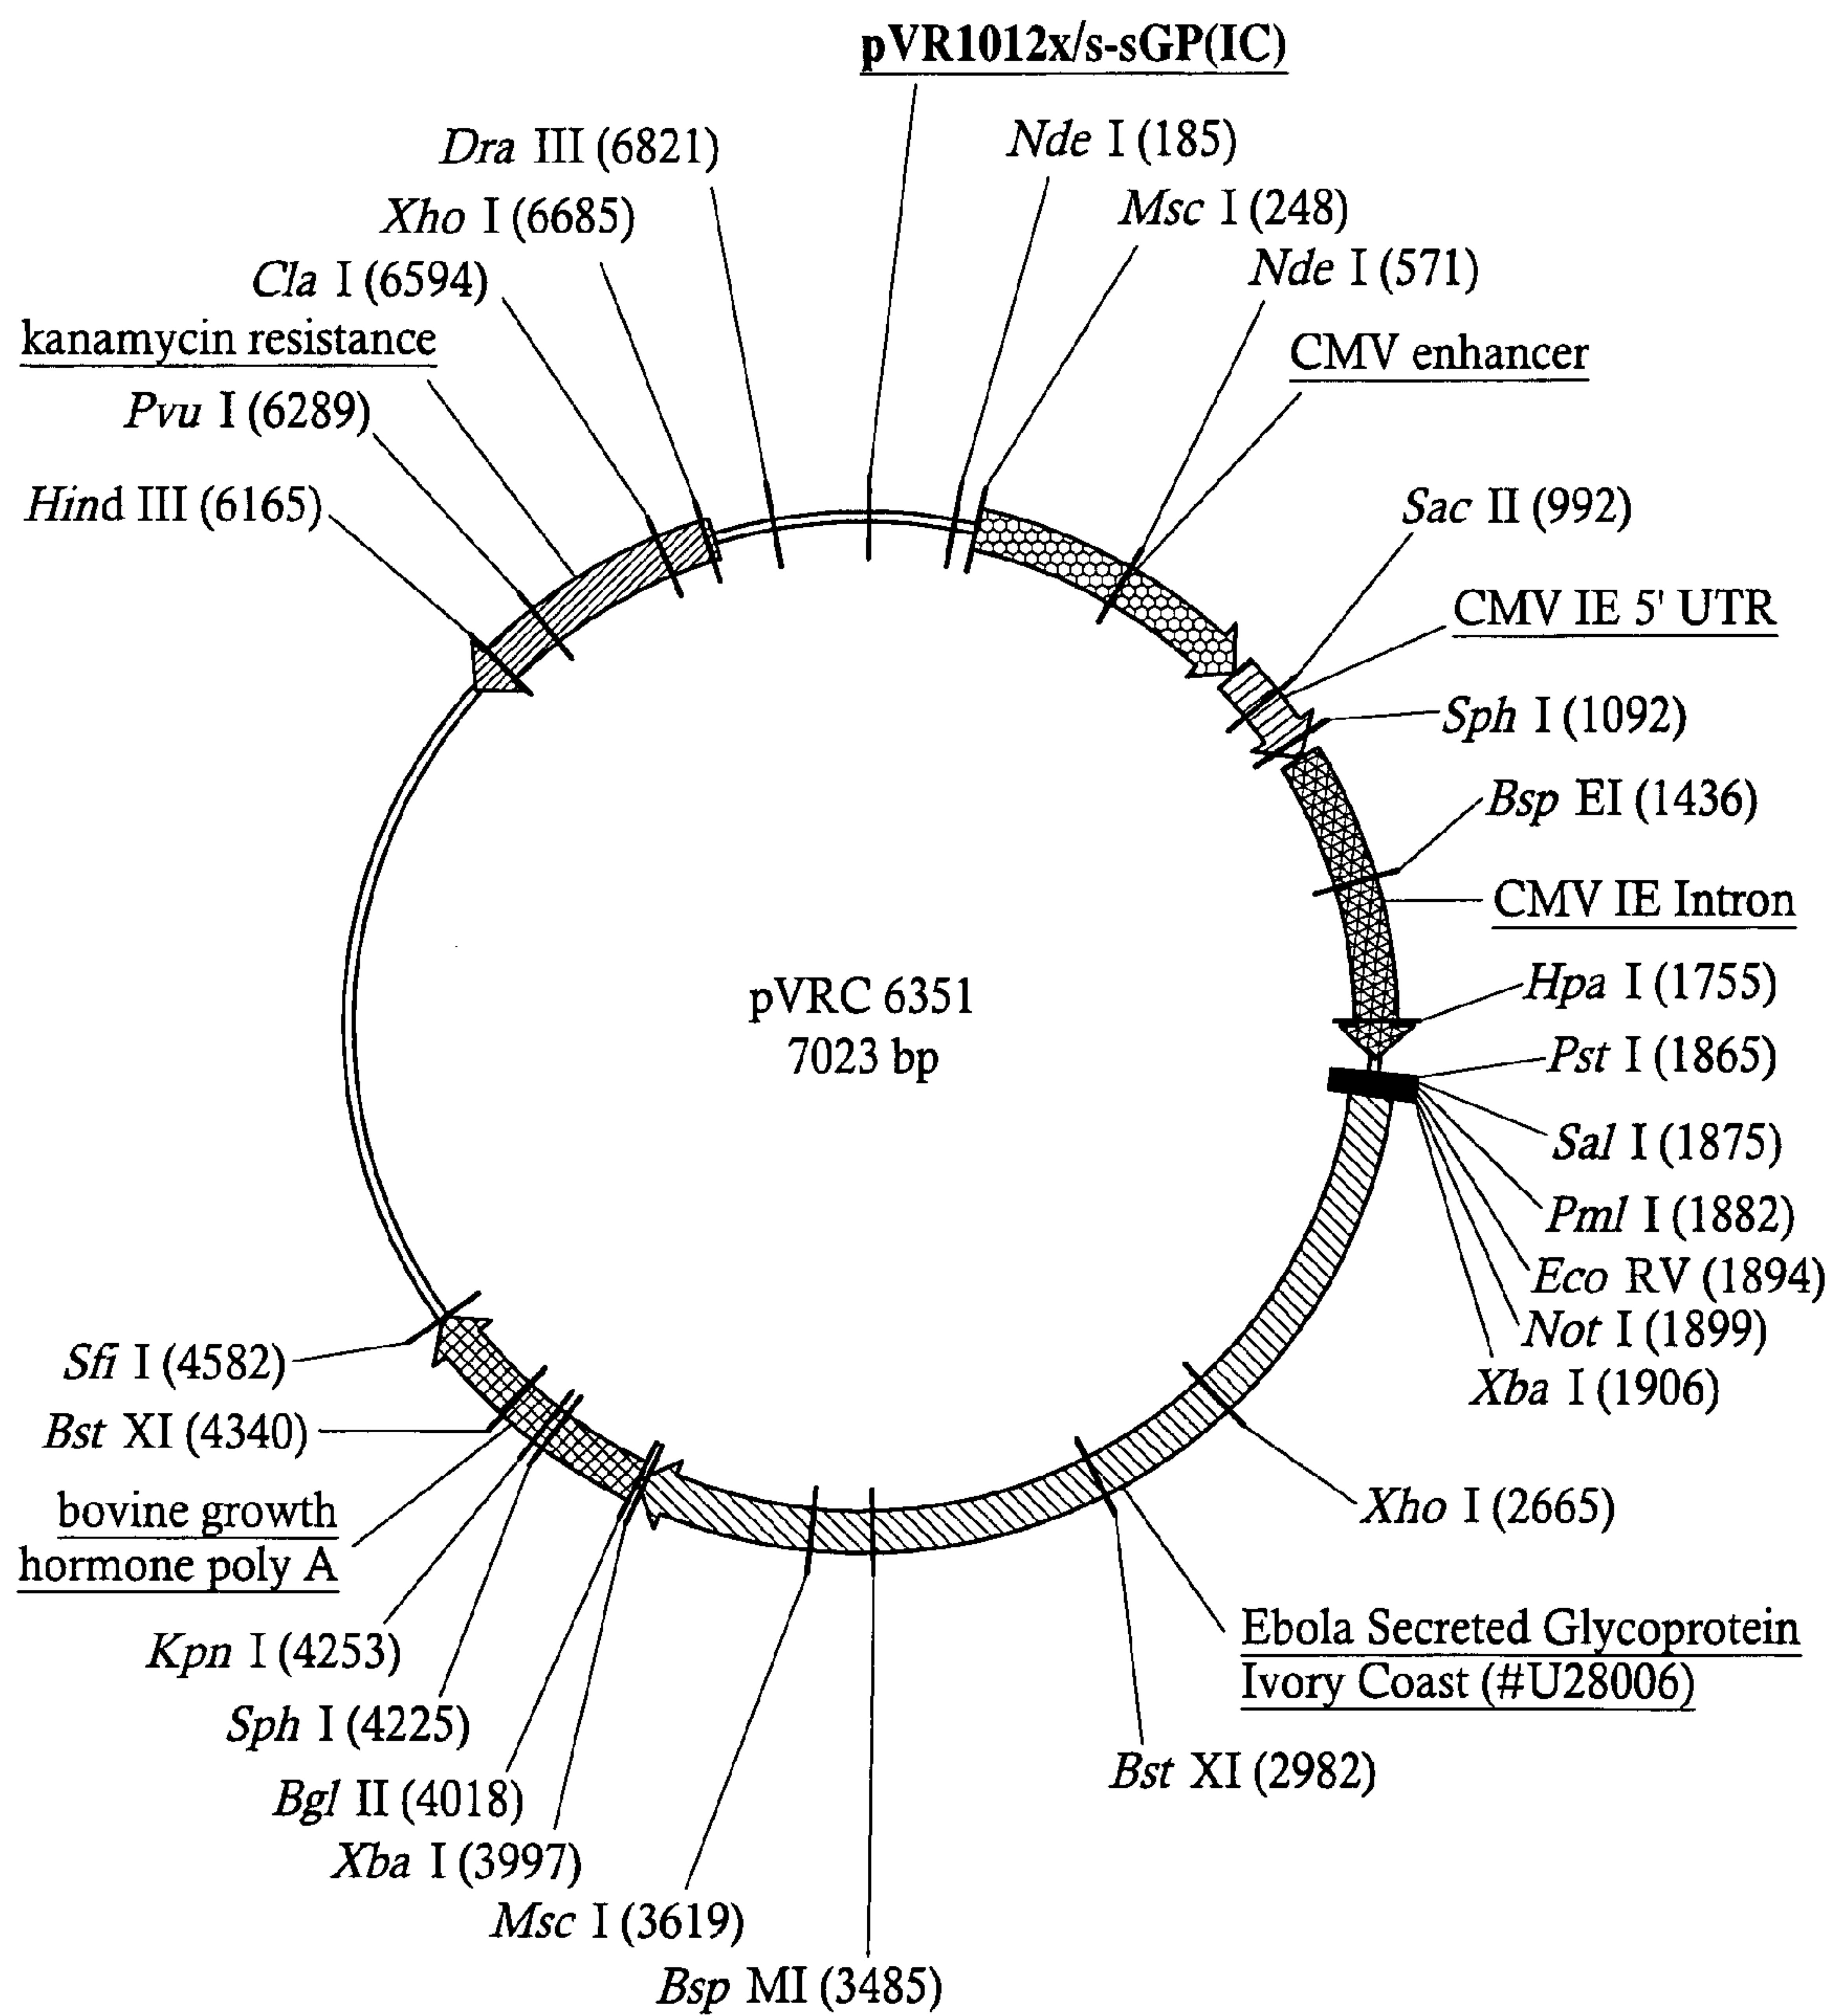 pVR1012x/s-sGP(IC)
Dra III (6821)
Nde I (185)
Xho I (6685)
Msc I (248)
Cla I (6594)
Nde I (571)
kanamycin resistance
CMV enhancer
Pvu I (6289)
Hind III (6165)
Sac II (992)
CMV IE 5' UTR
Sph I (1092)
Bsp EI (1436)
CMV IE Intron
pVRC 6351
7023 bp
Hpa I (1755)
Pst I (1865)
Sal I (1875)
Pml I (1882)
Eco RV (1894)
Not I (1899)
Xba I (1906)
Sfi I (4582)
Bst XI (4340)
bovine growth
hormone poly A
Xho I (2665)
Kpn I (4253)
Ebola Secreted Glycoprotein
Ivory Coast (#U28006)
Sph I (4225)
Bst XI (2982)
Bgl II (4018)
Xba I (3997)
Msc I (3619)
Bsp MI (3485)